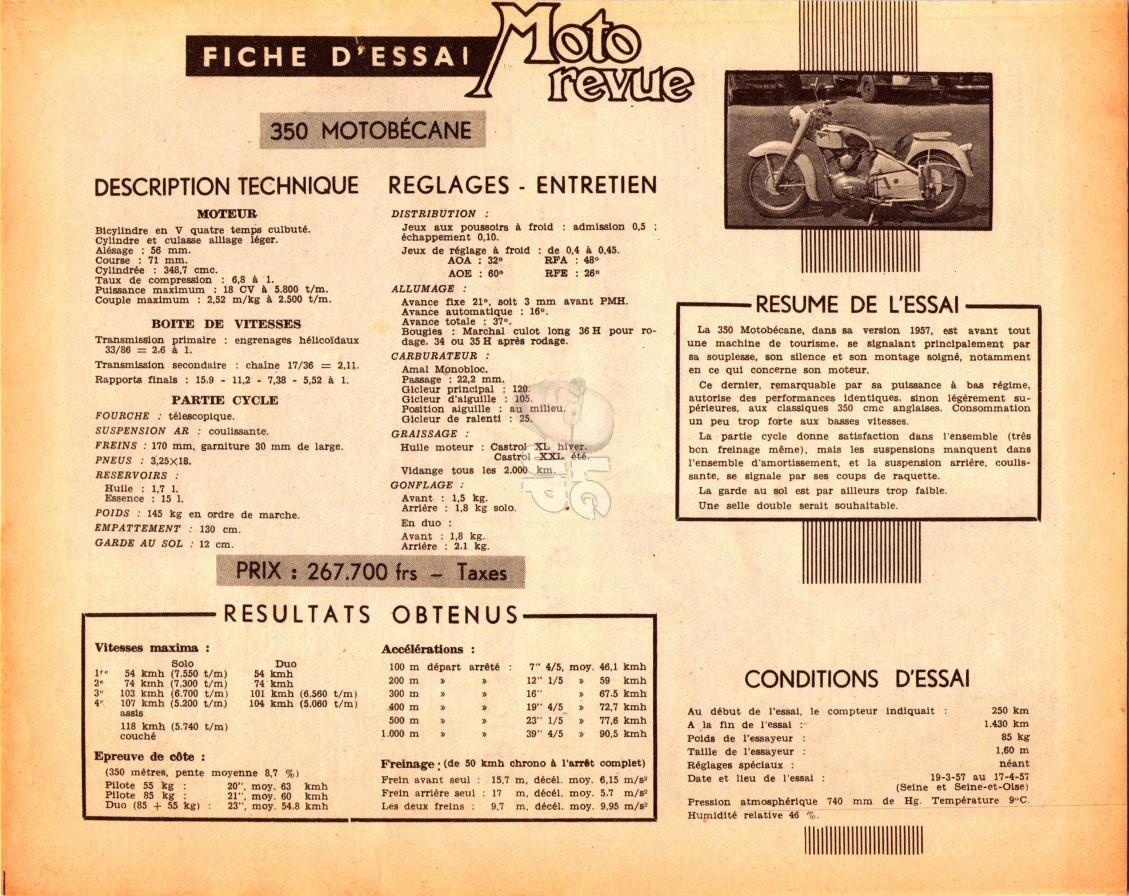 FICHE D'ESSAI
Moto revue
350 MOTOBÉCANE
DESCRIPTION TECHNIQUE
MOTEUR
Bicylindre en V quatre temps culbuté.
Cylindre et culasse alliage léger.
Alésage : 56 mm.
Course : 71 mm.
Cylindrée : 348,7 cmc.
Taux de compression : 6,8 à 1.
Puissance maximum : 18 CV à 5.800 t/m.
Couple maximum : 2,52 m/kg à 2.500 t/m.
BOITE DE VITESSES
Transmission primaire : engrenages hélicoïdaux
33/86 = 2.6 à 1.
Transmission secondaire : chaîne 17/36 = 2,11.
Rapports finals : 15.9 - 11,2 - 7,38 - 5,52 à 1.
PARTIE CYCLE
FOURCHE : télescopique.
SUSPENSION AR : coulissante.
FREINS : 170 mm, garniture 30 mm de large.
PNEUS : 3,25×18.
RESERVOIRS :
Huile : 1,7 l.
Essence : 15 l.
POIDS : 145 kg en ordre de marche.
EMPATTEMENT : 130 cm.
GARDE AU SOL : 12 cm.
REGLAGES - ENTRETIEN
DISTRIBUTION :
Jeux aux poussoirs à froid : admission 0,5 ;
échappement 0,10.
Jeux de réglage à froid : de 0,4 à 0,45.
AOA : 32° RFA : 48°
AOE : 60° RFE : 26°
ALLUMAGE :
Avance fixe 21°, soit 3 mm avant PMH.
Avance automatique : 16°.
Avance totale : 37°.
Bougies : Marchal culot long 36 H pour ro-
dage, 34 ou 35 H après rodage.
CARBURATEUR :
Amal Monobloc.
Passage : 22,2 mm.
Gicleur principal : 120.
Gicleur d'aiguille : 105.
Position aiguille : au milieu.
Gicleur de ralenti : 25.
GRAISSAGE :
Huile moteur : Castrol XL hiver.
Castrol XXL été.
Vidange tous les 2.000 km.
GONFLAGE :
Avant : 1,5 kg.
Arrière : 1,8 kg solo.
En duo :
Avant : 1,8 kg.
Arrière : 2.1 kg.
PRIX : 267.700 frs - Taxes
RESUME DE L'ESSAI
La 350 Motobécane, dans sa version 1957, est avant tout
une machine de tourisme, se signalant principalement par
sa souplesse, son silence et son montage soigné, notamment
en ce qui concerne son moteur.
Ce dernier, remarquable par sa puissance à bas régime,
autorise des performances identiques, sinon légèrement su-
périeures, aux classiques 350 cmc anglaises. Consommation
un peu trop forte aux basses vitesses.
La partie cycle donne satisfaction dans l'ensemble (très
bon freinage même), mais les suspensions manquent dans
l'ensemble d'amortissement, et la suspension arrière, coulis-
sante, se signale par ses coups de raquette.
La garde au sol est par ailleurs trop faible.
Une selle double serait souhaitable.
RESULTATS OBTENUS
Vitesses maxima :
Solo Duo
1re 54 kmh (7.550 t/m) 54 kmh
2e 74 kmh (7.300 t/m) 74 kmh
3e 103 kmh (6.700 t/m) 101 kmh (6.560 t/m)
4e 107 kmh (5.200 t/m) 104 kmh (5.060 t/m)
assis
118 kmh (5.740 t/m)
couché
Epreuve de côte :
(350 mètres, pente moyenne 8,7 %)
Pilote 55 kg : 20", moy. 63 kmh
Pilote 85 kg : 21", moy. 60 kmh
Duo (85 + 55 kg) : 23", moy. 54.8 kmh
Accélérations :
100 m départ arrêté : 7" 4/5, moy. 46,1 kmh
200 m » » 12" 1/5 » 59 kmh
300 m » » 16" » 67.5 kmh
400 m » » 19" 4/5 » 72,7 kmh
500 m » » 23" 1/5 » 77,6 kmh
1.000 m » » 39" 4/5 » 90,5 kmh
Freinage : (de 50 kmh chrono à l'arrêt complet)
Frein avant seul : 15,7 m, décél. moy. 6,15 m/s²
Frein arrière seul : 17 m, décél. moy. 5.7 m/s²
Les deux freins : 9,7 m, décél. moy. 9,95 m/s²
CONDITIONS D'ESSAI
Au début de l'essai, le compteur indiquait : 250 km
A la fin de l'essai : 1.430 km
Poids de l'essayeur : 85 kg
Taille de l'essayeur : 1,60 m
Réglages spéciaux : néant
Date et lieu de l'essai : 19-3-57 au 17-4-57
(Seine et Seine-et-Oise)
Pression atmosphérique 740 mm de Hg. Température 9°C.
Humidité relative 46 %.